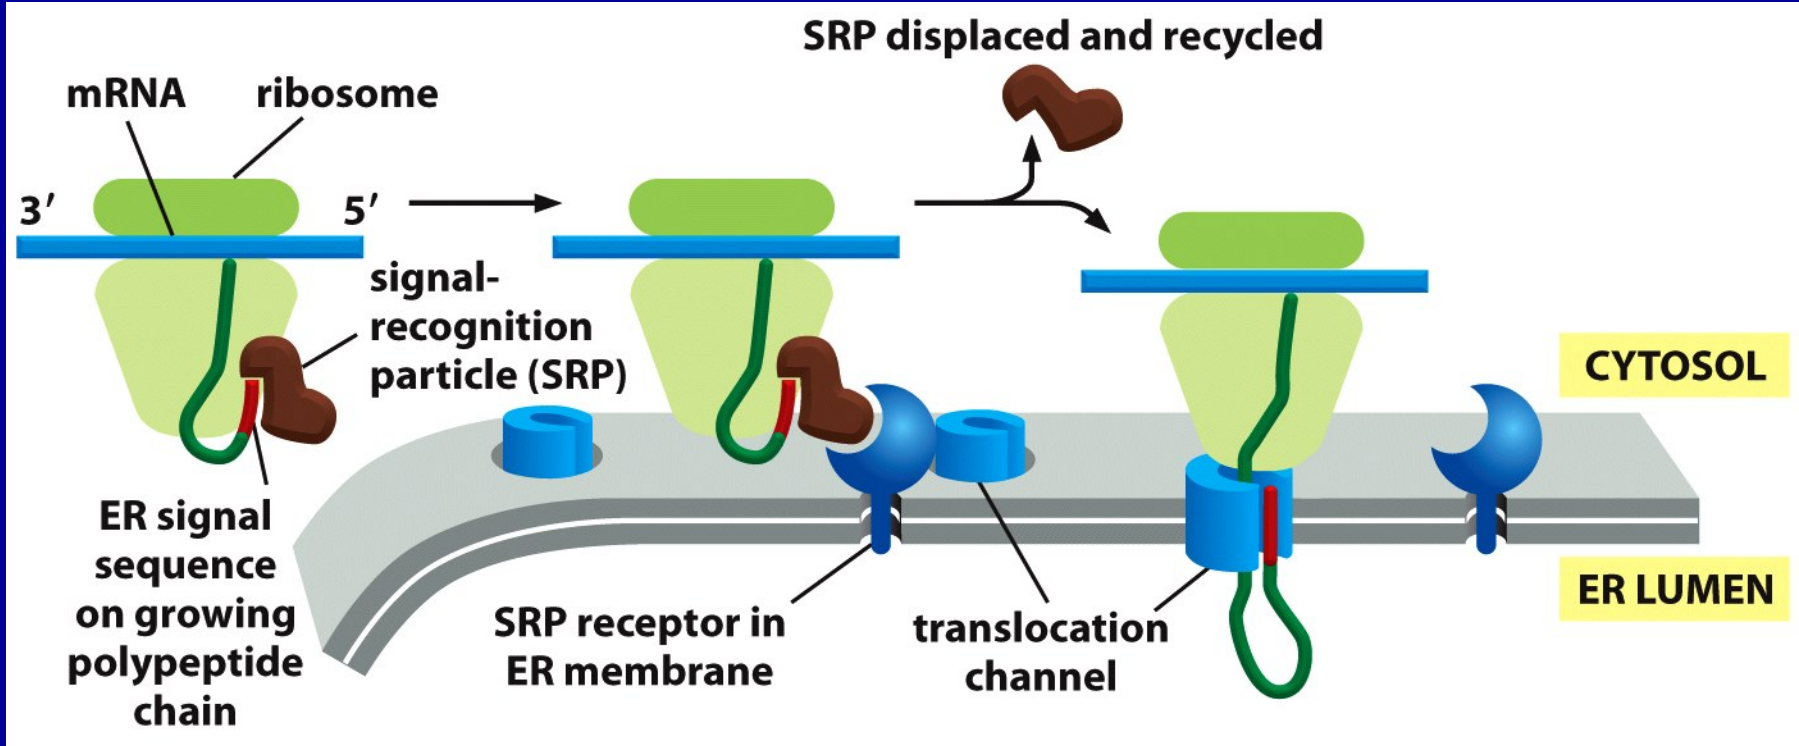 SRP displaced and recycled
mRNA
ribosome
3′
5′
signal-
recognition
particle (SRP)
CYTOSOL
ER signal
sequence
on growing
polypeptide
chain
SRP receptor in
ER membrane
translocation
channel
ER LUMEN